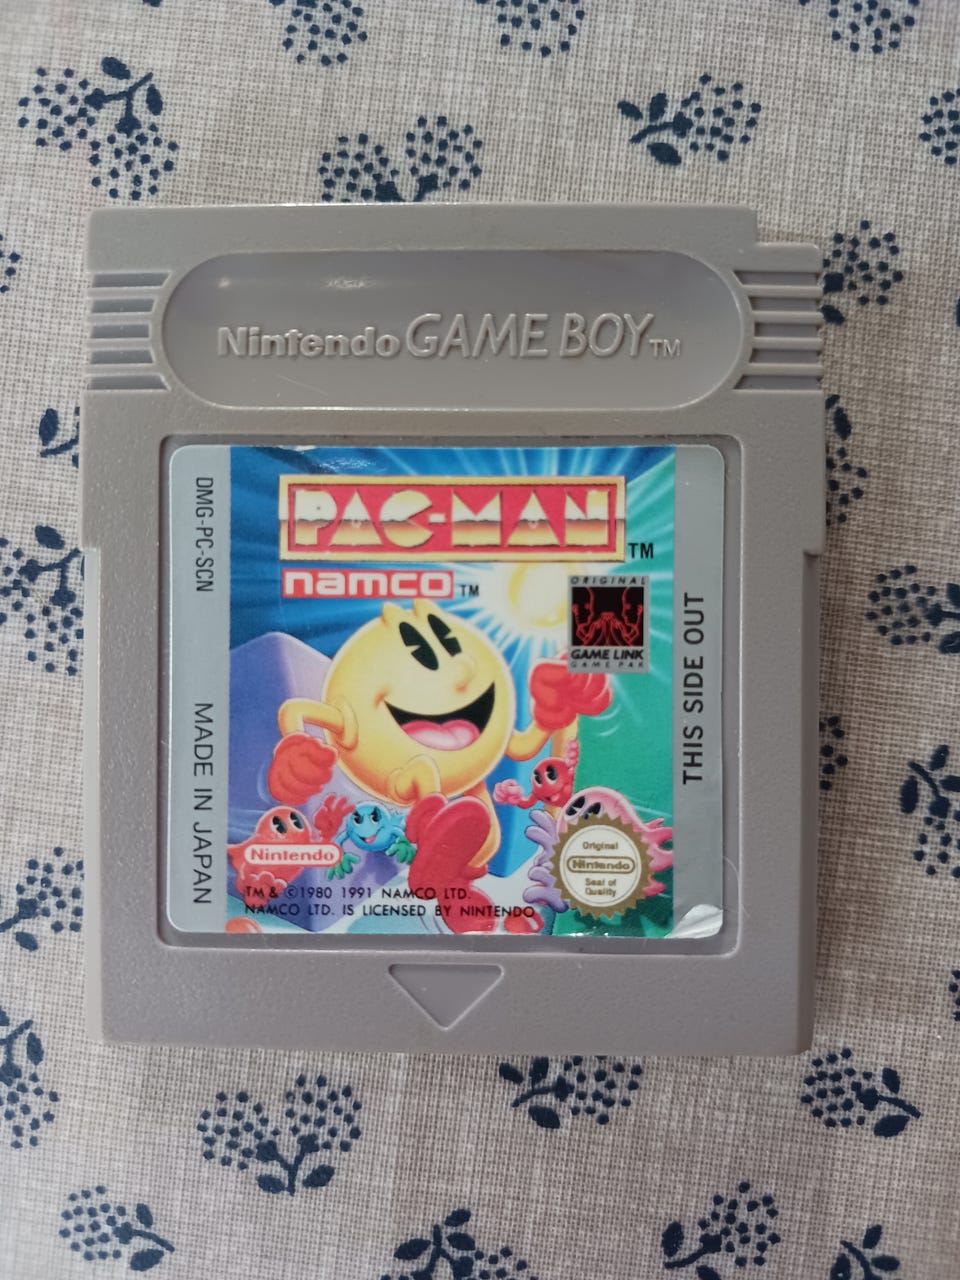 Nintendo GAME BOY TM
DMG-PC-SCN
MADE IN JAPAN
PAC-MAN TM
namco TM
ORIGINAL
GAME LINK
GAME PAK
THIS SIDE OUT
Nintendo
Original
Nintendo
Seal of
Quality
TM & ©1980 1991 NAMCO LTD.
NAMCO LTD. IS LICENSED BY NINTENDO